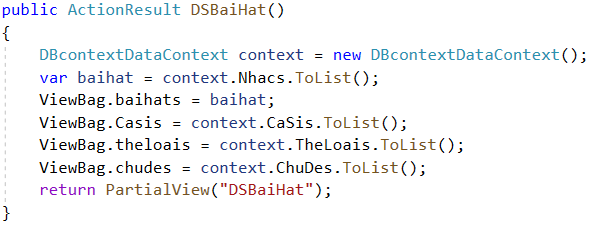 public ActionResult DSBaiHat()
{
DBcontextDataContext context = new DBcontextDataContext();
var baihat = context.Nhacs.ToList();
ViewBag.baihats = baihat;
ViewBag.Casis = context.CaSis.ToList();
ViewBag.theloais = context.TheLoais.ToList();
ViewBag.chudes = context.ChuDes.ToList();
return PartialView("DSBaiHat");
}